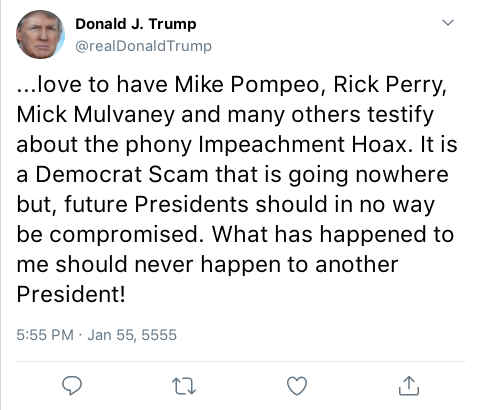 Donald J. Trump
@realDonaldTrump
...love to have Mike Pompeo, Rick Perry,
Mick Mulvaney and many others testify
about the phony Impeachment Hoax. It is
a Democrat Scam that is going nowhere
but, future Presidents should in no way
be compromised. What has happened to
me should never happen to another
President!
5:55 PM · Jan 55, 5555